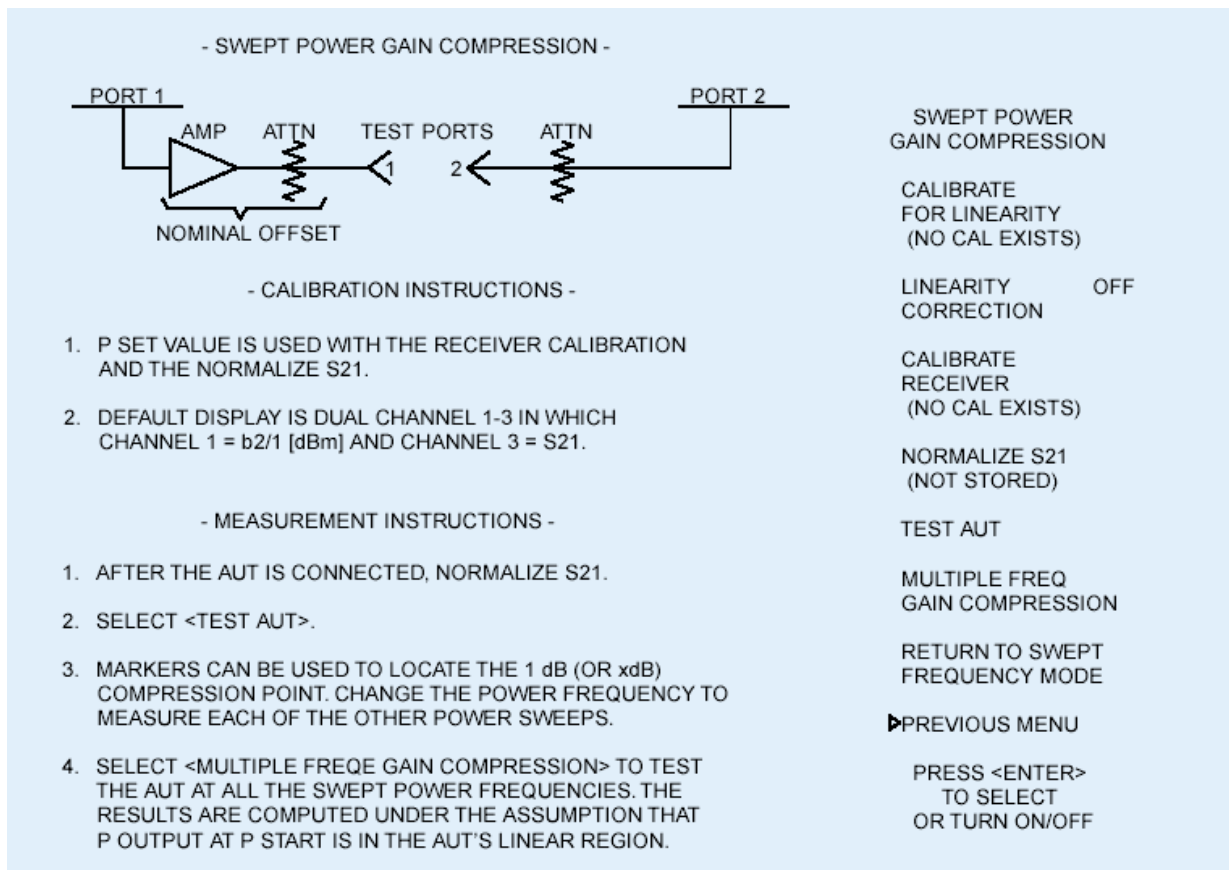 - SWEPT POWER GAIN COMPRESSION -
PORT 1
PORT 2
AMP
ATTN
TEST PORTS
ATTN
1
2
NOMINAL OFFSET
- CALIBRATION INSTRUCTIONS -
1. P SET VALUE IS USED WITH THE RECEIVER CALIBRATION
AND THE NORMALIZE S21.
2. DEFAULT DISPLAY IS DUAL CHANNEL 1-3 IN WHICH
CHANNEL 1 = b2/1 [dBm] AND CHANNEL 3 = S21.
- MEASUREMENT INSTRUCTIONS -
1. AFTER THE AUT IS CONNECTED, NORMALIZE S21.
2. SELECT <TEST AUT>.
3. MARKERS CAN BE USED TO LOCATE THE 1 dB (OR xdB)
COMPRESSION POINT. CHANGE THE POWER FREQUENCY TO
MEASURE EACH OF THE OTHER POWER SWEEPS.
4. SELECT <MULTIPLE FREQE GAIN COMPRESSION> TO TEST
THE AUT AT ALL THE SWEPT POWER FREQUENCIES. THE
RESULTS ARE COMPUTED UNDER THE ASSUMPTION THAT
P OUTPUT AT P START IS IN THE AUT'S LINEAR REGION.
SWEPT POWER
GAIN COMPRESSION
CALIBRATE
FOR LINEARITY
(NO CAL EXISTS)
LINEARITY OFF
CORRECTION
CALIBRATE
RECEIVER
(NO CAL EXISTS)
NORMALIZE S21
(NOT STORED)
TEST AUT
MULTIPLE FREQ
GAIN COMPRESSION
RETURN TO SWEPT
FREQUENCY MODE
PREVIOUS MENU
PRESS <ENTER>
TO SELECT
OR TURN ON/OFF